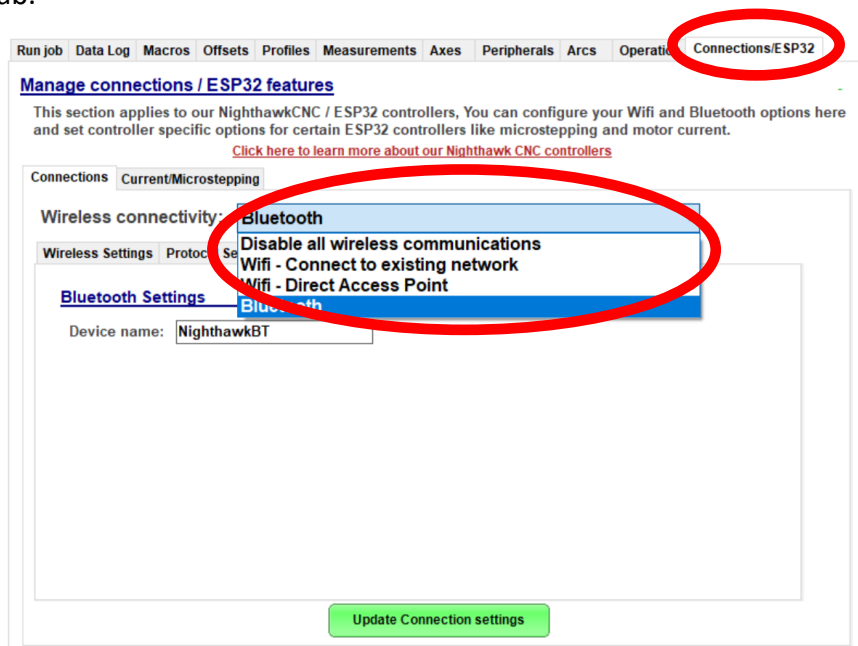 ub.
Run job Data Log Macros Offsets Profiles Measurements Axes Peripherals Arcs Operatio Connections/ESP32
Manage connections / ESP32 features
This section applies to our NighthawkCNC / ESP32 controllers, You can configure your Wifi and Bluetooth options here
and set controller specific options for certain ESP32 controllers like microstepping and motor current.
Click here to learn more about our Nighthawk CNC controllers
Connections Current/Microstepping
Wireless connectivity: Bluetooth
Disable all wireless communications
Wireless Settings Protoc Se
Wifi - Connect to existing network
Wifi - Direct Access Point
Bluetooth
Bluetooth Settings
Device name: NighthawkBT
Update Connection settings